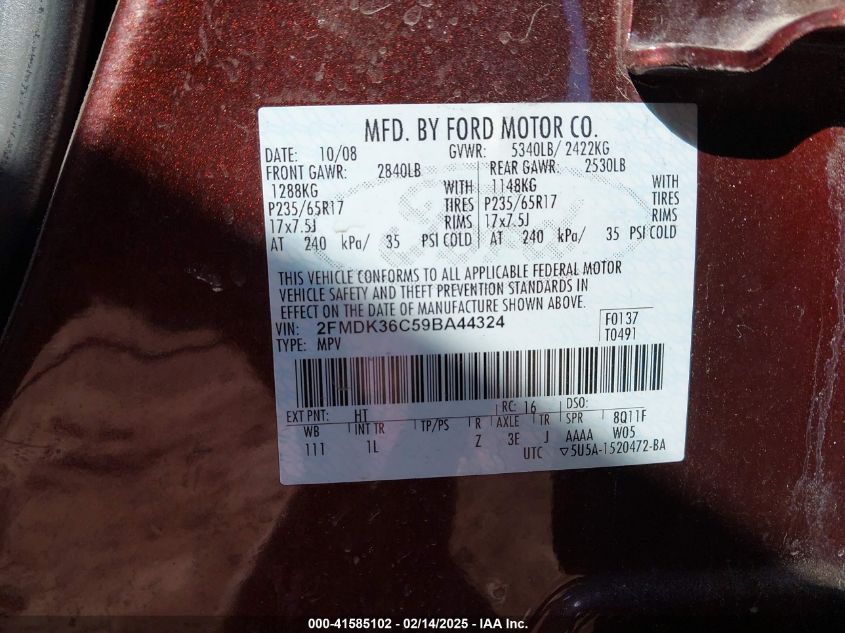 MFD. BY FORD MOTOR CO.
DATE: 10/08 GVWR: 5340LB/ 2422KG
FRONT GAWR: 2840LB REAR GAWR: 2530LB
1288KG WITH 1148KG WITH
P235/65R17 TIRES P235/65R17 TIRES
17x7.5J RIMS 17x7.5J RIMS
AT 240 kPa/ 35 PSI COLD AT 240 kPa/ 35 PSI COLD
THIS VEHICLE CONFORMS TO ALL APPLICABLE FEDERAL MOTOR
VEHICLE SAFETY AND THEFT PREVENTION STANDARDS IN
EFFECT ON THE DATE OF MANUFACTURE SHOWN ABOVE.
VIN: 2FMDK36C59BA44324 F0137
TYPE: MPV T0491
EXT PNT: HT RC: 16 DSO:
WB INT TR TP/PS R AXLE TR SPR 8Q11F
111 1L Z 3E J AAAA W05
UTC ▽5U5A-1520472-BA
000-41585102 - 02/14/2025 - IAA Inc.